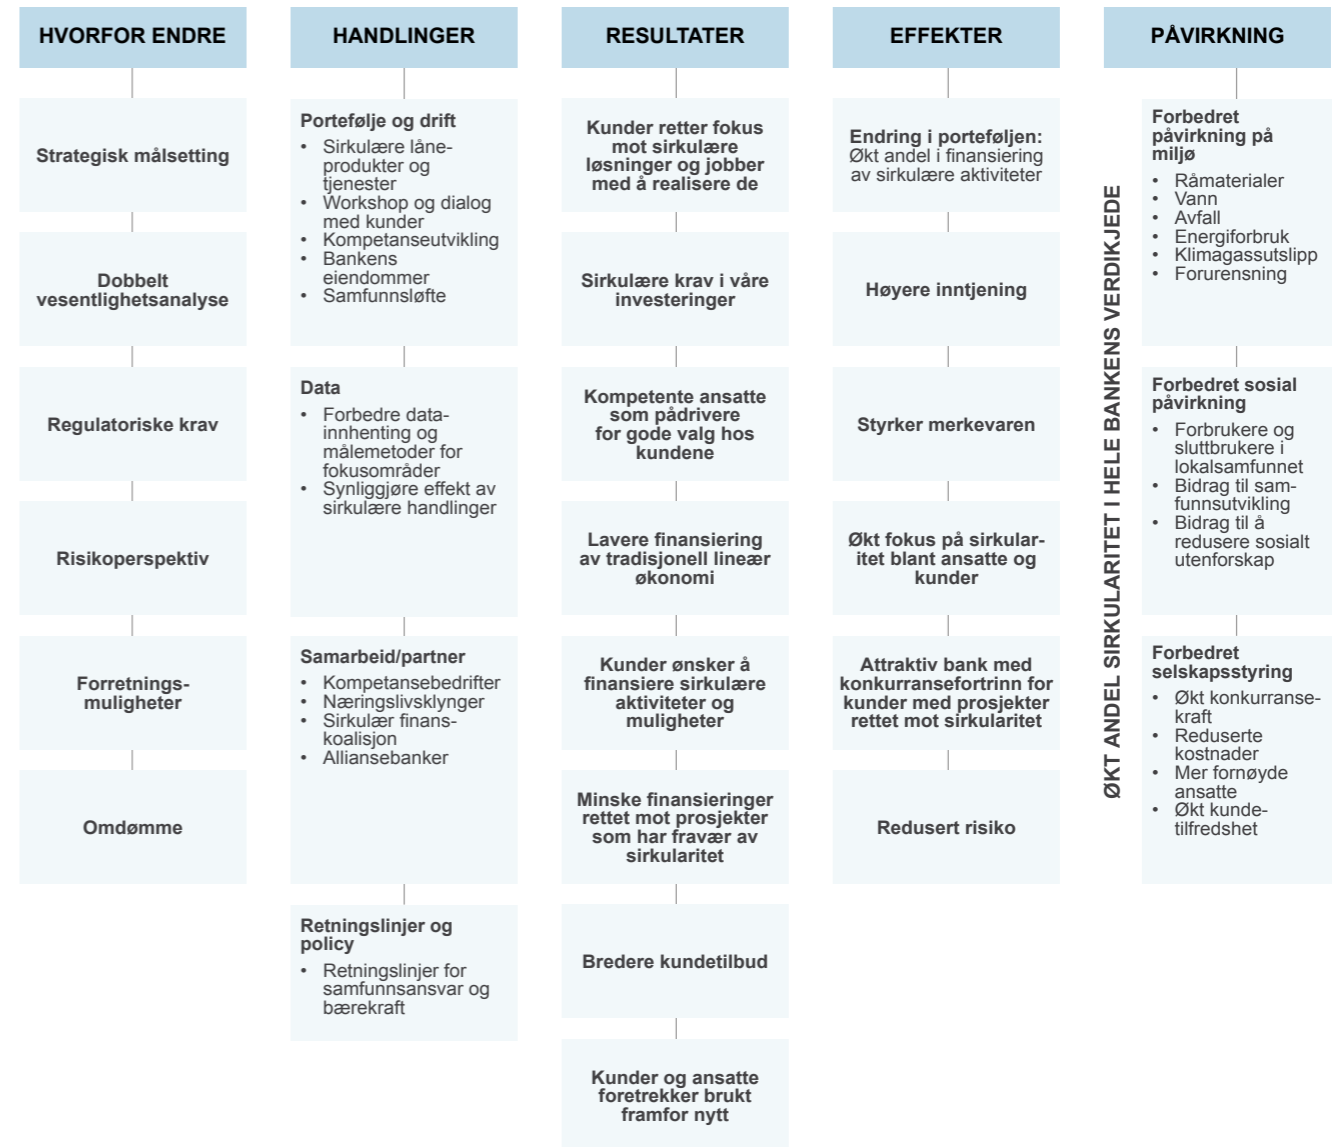 HVORFOR ENDRE
Strategisk målsetting
Dobbelt
vesentlighetsanalyse
Regulatoriske krav
Risikoperspektiv
Forretnings-
muligheter
Omdømme
HANDLINGER
Portefølje og drift
• Sirkulære låne-
produkter og
tjenester
• Workshop og dialog
med kunder
• Kompetanseutvikling
• Bankens
eiendommer
• Samfunnsløfte
Data
• Forbedre data-
innhenting og
målemetoder for
fokusområder
• Synliggjøre effekt av
sirkulære handlinger
Samarbeid/partner
• Kompetansebedrifter
• Næringslivsklynger
• Sirkulær finans-
koalisjon
• Alliansebanker
Retningslinjer og
policy
• Retningslinjer for
samfunnsansvar og
bærekraft
RESULTATER
Kunder retter fokus
mot sirkulære
løsninger og jobber
med å realisere de
Sirkulære krav i våre
investeringer
Kompetente ansatte
som pådrivere
for gode valg hos
kundene
Lavere finansiering
av tradisjonell lineær
økonomi
Kunder ønsker å
finansiere sirkulære
aktiviteter og
muligheter
Minske finansieringer
rettet mot prosjekter
som har fravær av
sirkularitet
Bredere kundetilbud
Kunder og ansatte
foretrekker brukt
framfor nytt
EFFEKTER
Endring i porteføljen:
Økt andel i finansiering
av sirkulære aktiviteter
Høyere inntjening
Styrker merkevaren
Økt fokus på sirkular-
itet blant ansatte og
kunder
Attraktiv bank med
konkurransefortrinn for
kunder med prosjekter
rettet mot sirkularitet
Redusert risiko
ØKT ANDEL SIRKULARITET I HELE BANKENS VERDIKJEDE
PÅVIRKNING
Forbedret
påvirkning på
miljø
• Råmaterialer
• Vann
• Avfall
• Energiforbruk
• Klimagassutslipp
• Forurensning
Forbedret sosial
påvirkning
• Forbrukere og
sluttbrukere i
lokalsamfunnet
• Bidrag til sam-
funnsutvikling
• Bidrag til å
redusere sosialt
utenforskap
Forbedret
selskapsstyring
• Økt konkurranse-
kraft
• Reduserte
kostnader
• Mer fornøyde
ansatte
• Økt kunde-
tilfredshet